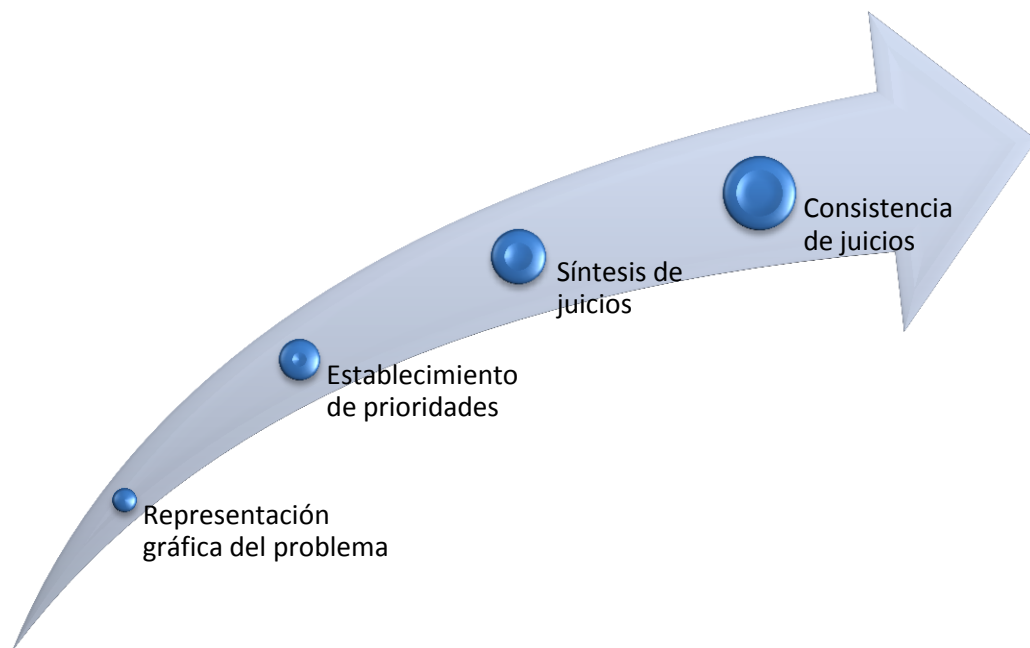 Representación
gráfica del problema
Establecimiento
de prioridades
Síntesis de
juicios
Consistencia
de juicios